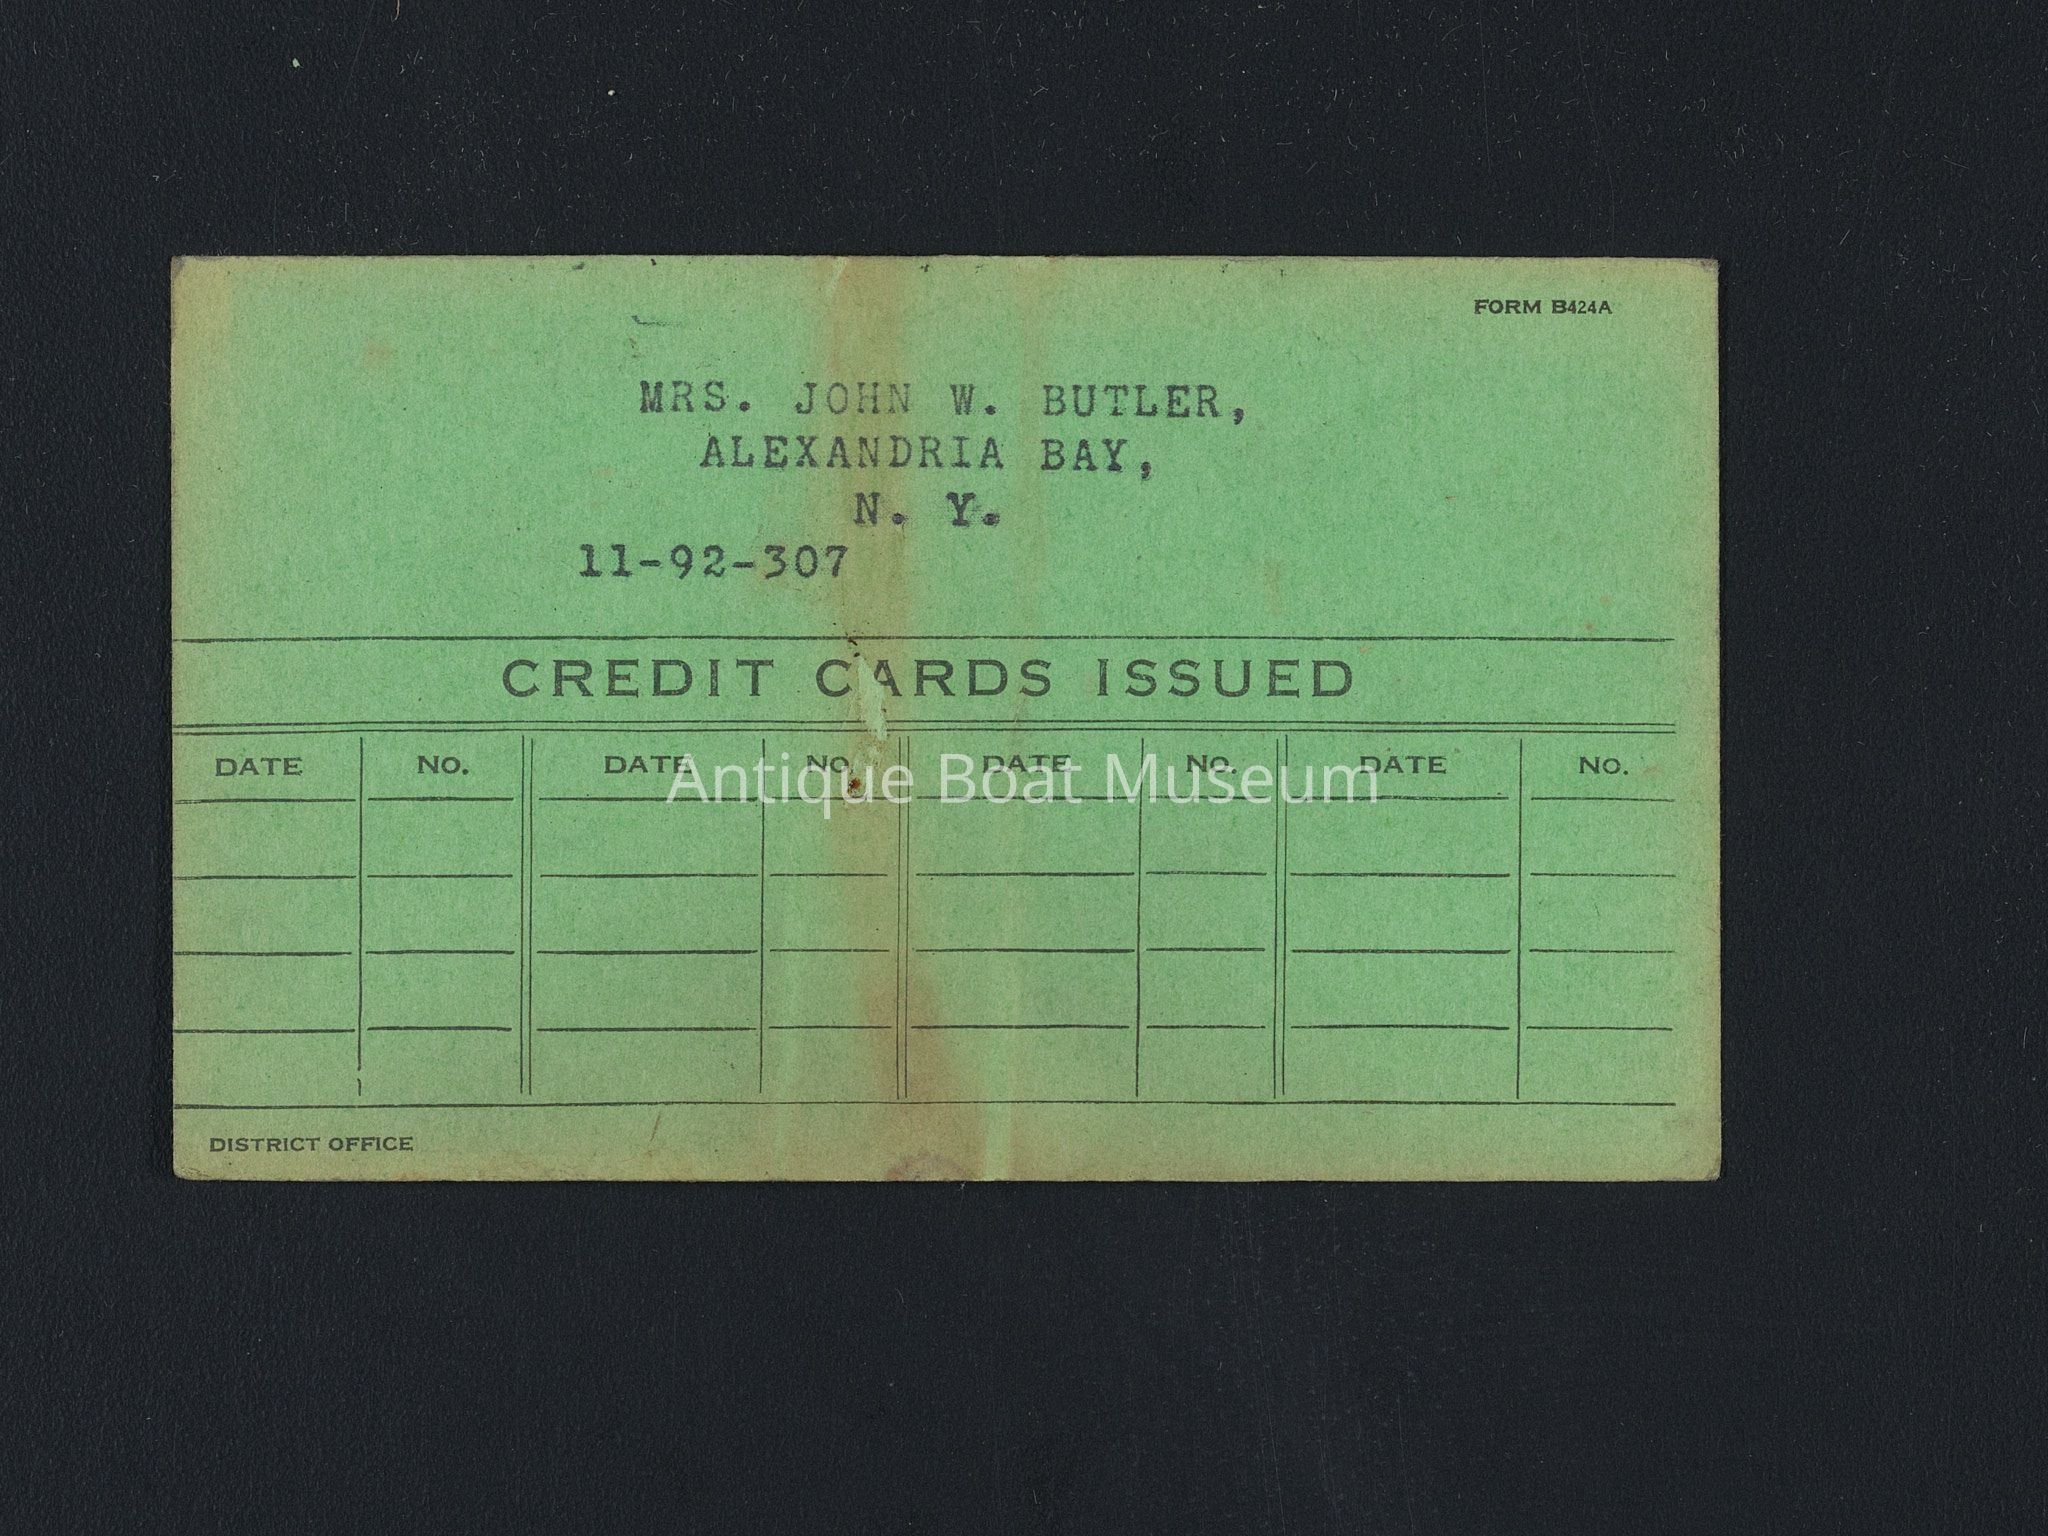 FORM B424A
MRS. JOHN W. BUTLER,
ALEXANDRIA BAY,
N. Y.
11-92-307
CREDIT CARDS ISSUED
DATE NO. DATE NO. DATE NO. DATE NO.
Antique Boat Museum
DISTRICT OFFICE